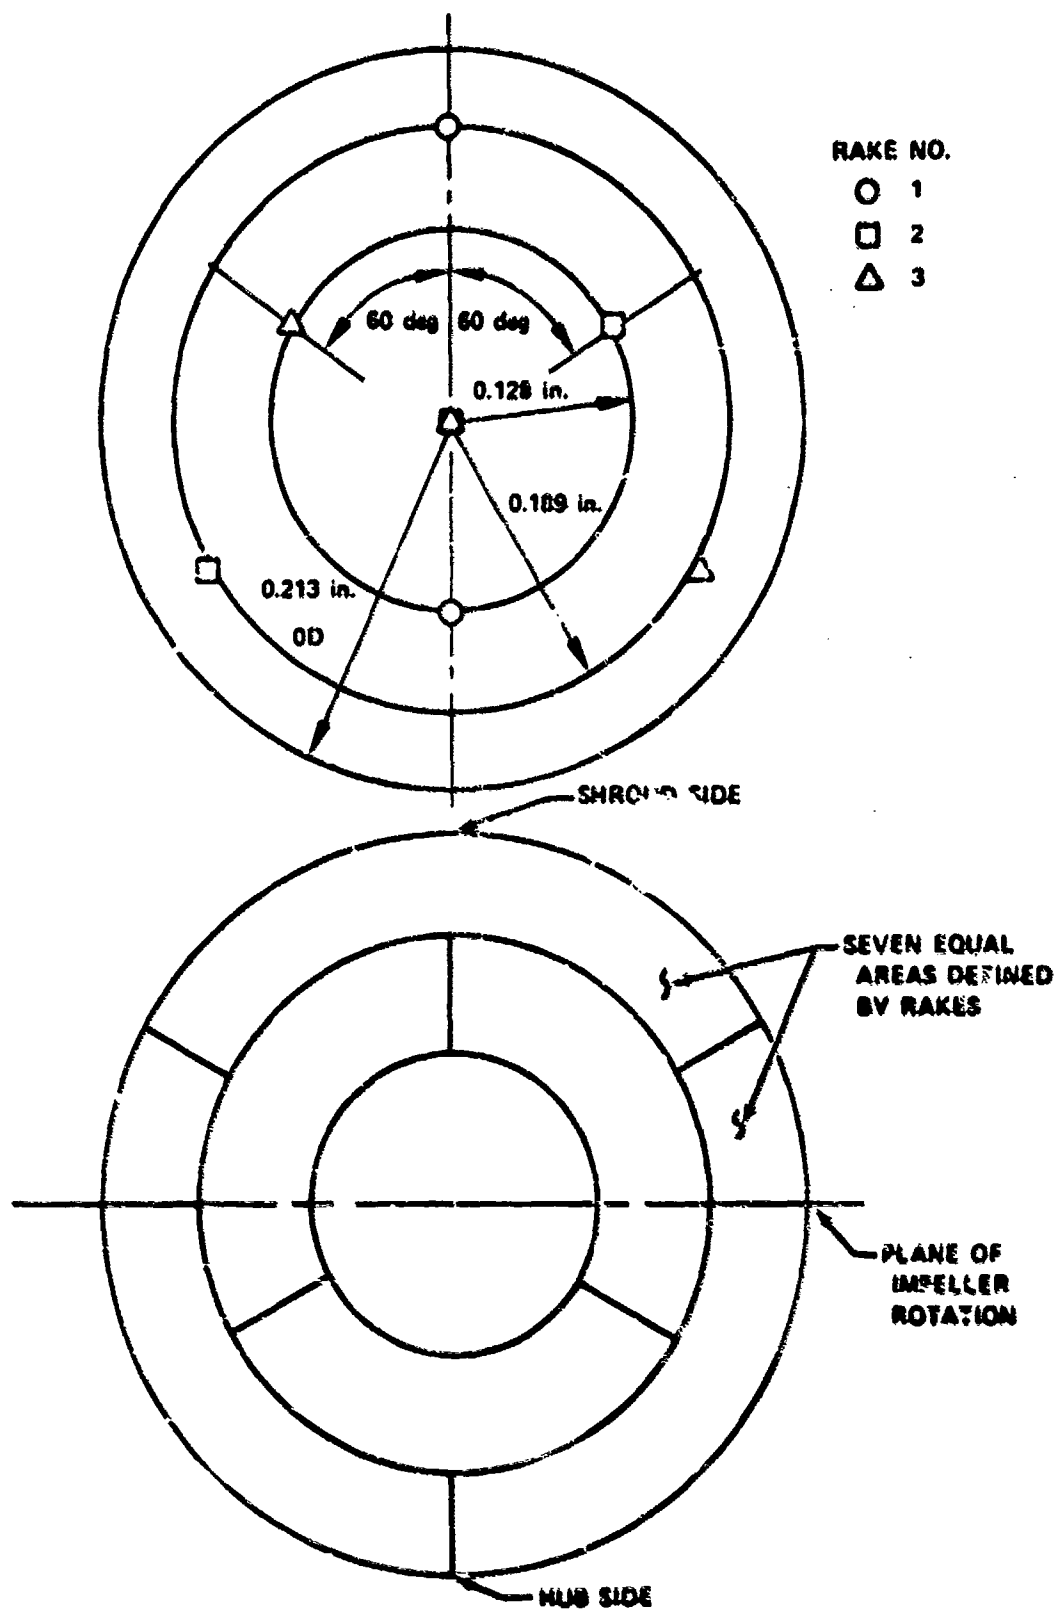 RAKE NO.
1
2
3
60 deg 60 deg
0.128 in.
0.189 in.
0.213 in.
OD
SHROUD SIDE
SEVEN EQUAL
AREAS DEFINED
BY RAKES
PLANE OF
IMPELLER
ROTATION
HUB SIDE